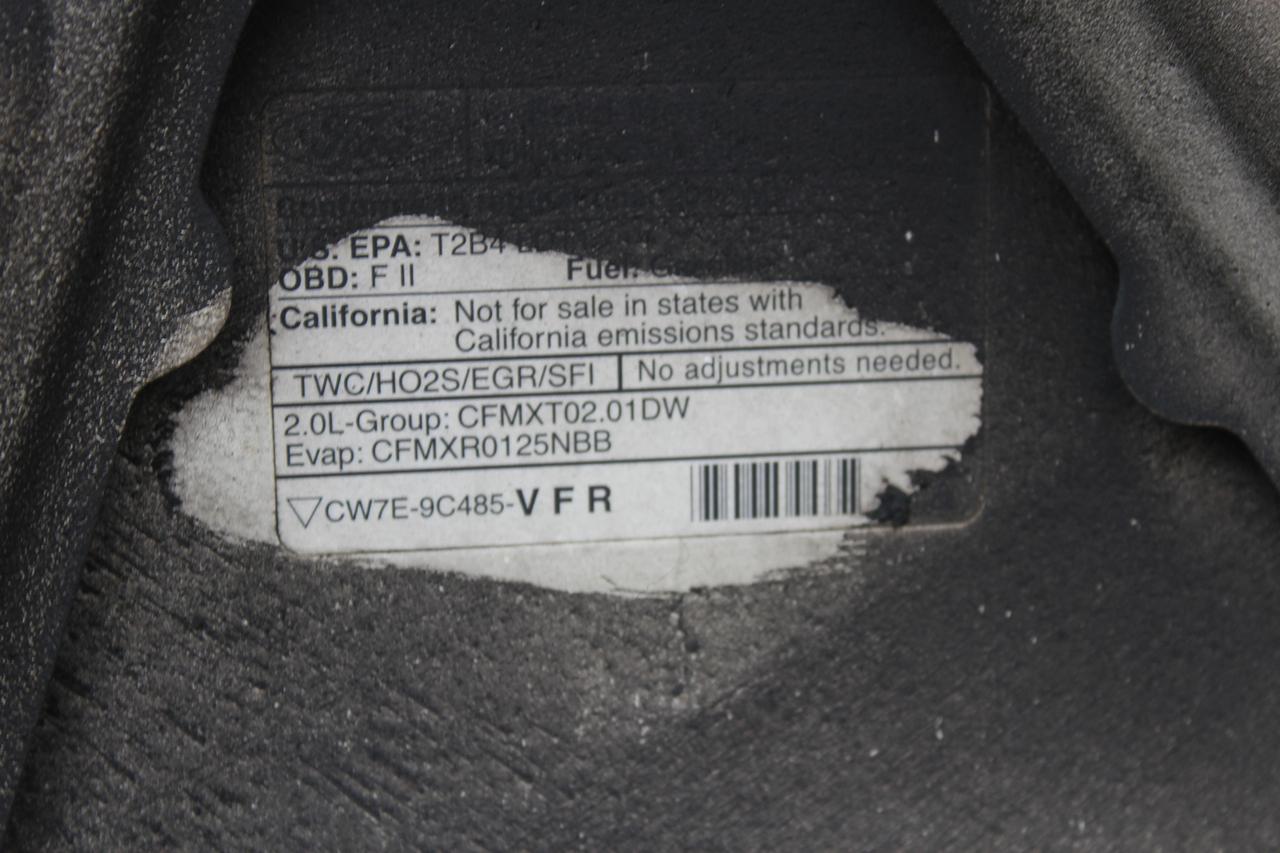 U.S. EPA: T2B4
OBD: F II Fuel:
California: Not for sale in states with
California emissions standards.
TWC/HO2S/EGR/SFI No adjustments needed.
2.0L-Group: CFMXT02.01DW
Evap: CFMXR0125NBB
▽CW7E-9C485-V F R